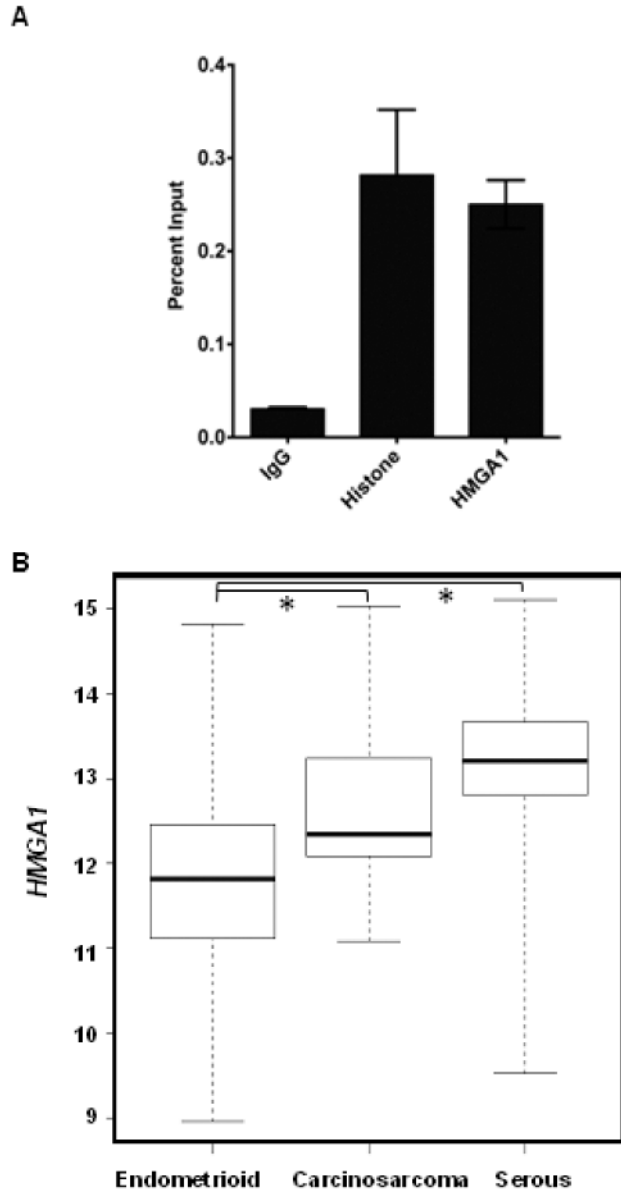 A
0.4
0.3
0.2
0.1
0.0
Percent Input
IgG
Histone
HMGA1
B
15
14
13
12
11
10
9
HMGA1
*
*
Endometrioid Carcinosarcoma Serous